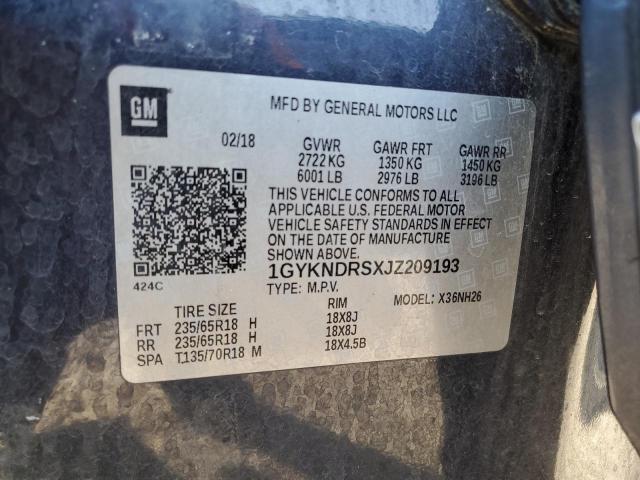 GM
MFD BY GENERAL MOTORS LLC
02/18 GVWR GAWR FRT GAWR RR
2722 KG 1350 KG 1450 KG
6001 LB 2976 LB 3196 LB
THIS VEHICLE CONFORMS TO ALL
APPLICABLE U.S. FEDERAL MOTOR
VEHICLE SAFETY STANDARDS IN EFFECT
ON THE DATE OF MANUFACTURE
SHOWN ABOVE.
424C
1GYKNDRSXJZ209193
TYPE: M.P.V. MODEL: X36NH26
TIRE SIZE RIM
FRT 235/65R18 H 18X8J
RR 235/65R18 H 18X8J
SPA T135/70R18 M 18X4.5B